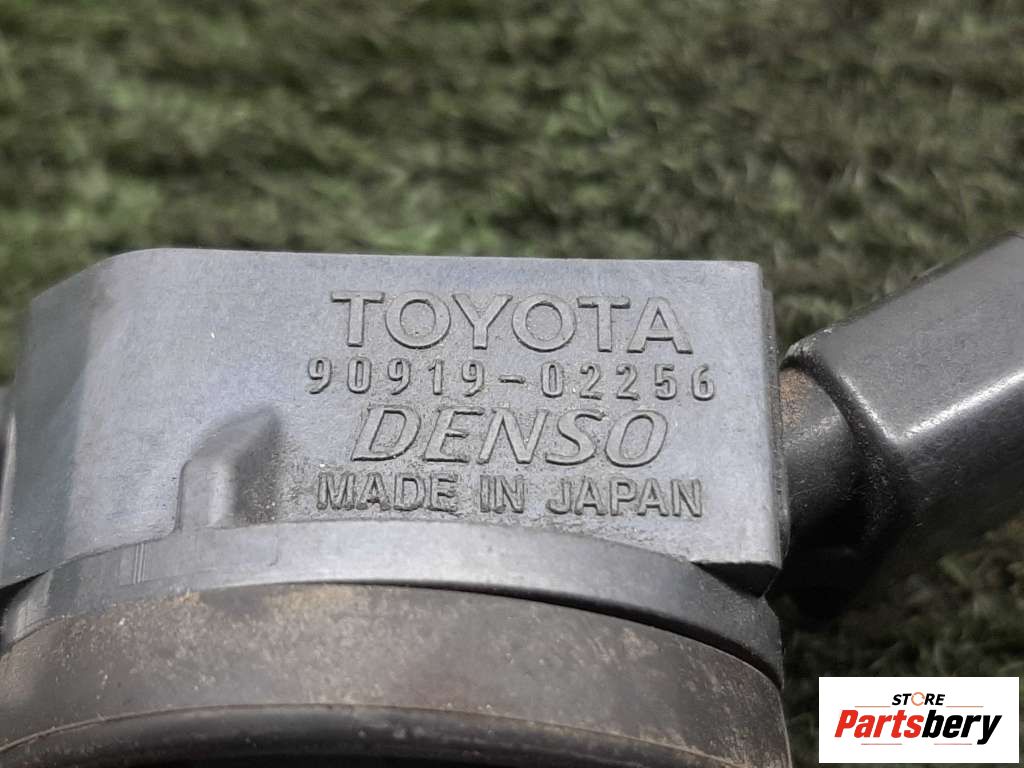 TOYOTA
90919-02256
DENSO
MADE IN JAPAN
STORE
Partsbery